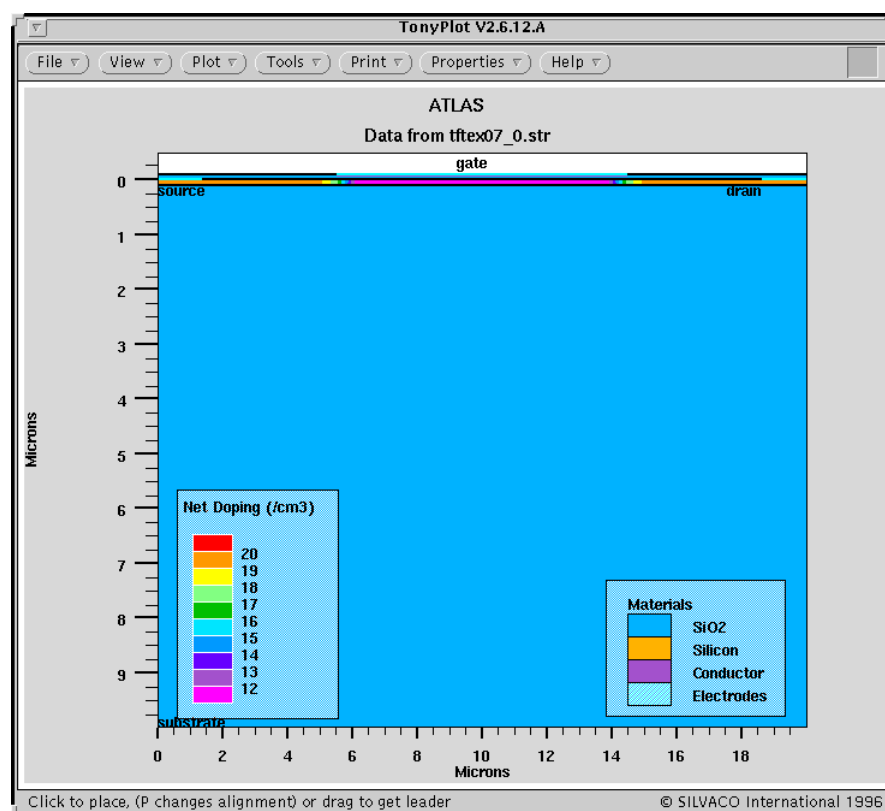 TonyPlot V2.6.12.A
File View Plot Tools Print Properties Help
ATLAS
Data from tftex07_0.str
gate
0
source drain
1
2
3
4
Microns
5
6
7
8
9
Net Doping (/cm3)
20
19
18
17
16
15
14
13
12
Materials
SiO2
Silicon
Conductor
Electrodes
substrate
0 2 4 6 8 10 12 14 16 18
Microns
Click to place, (P changes alignment) or drag to get leader © SILVACO International 1996